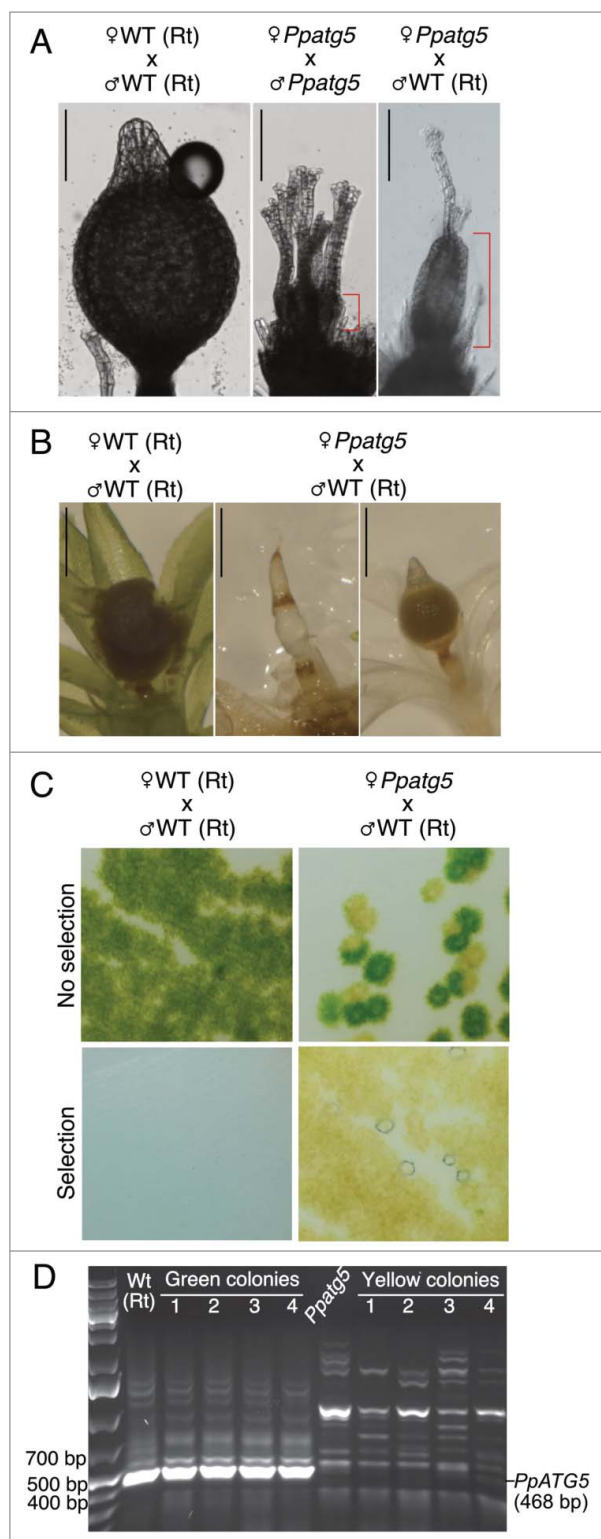 A
♀WT (Rt)
x
♂WT (Rt)
♀Ppatg5
x
♂Ppatg5
♀Ppatg5
x
♂WT (Rt)
B
♀WT (Rt)
x
♂WT (Rt)
♀Ppatg5
x
♂WT (Rt)
C
♀WT (Rt)
x
♂WT (Rt)
♀Ppatg5
x
♂WT (Rt)
No selection
Selection
D
Wt
(Rt)
Green colonies
1 2 3 4
Ppatg5
Yellow colonies
1 2 3 4
700 bp
500 bp
400 bp
PpATG5
(468 bp)